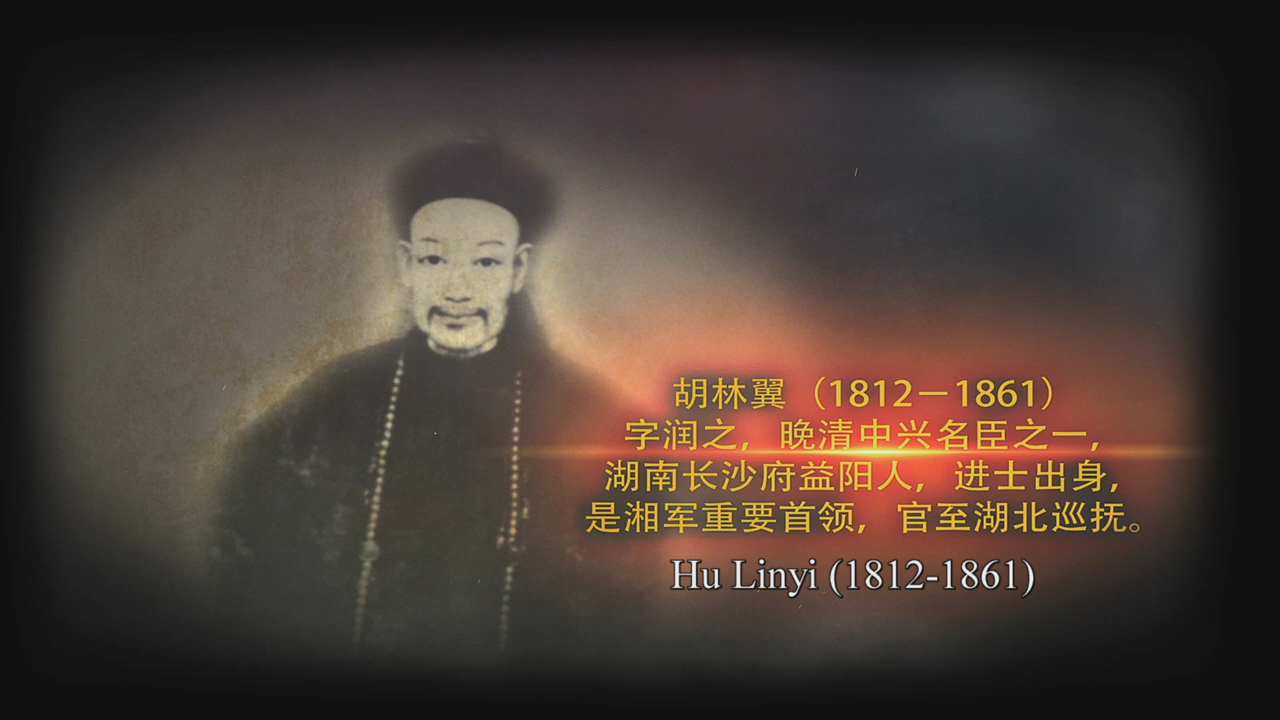 胡林翼（1812－1861）
字润之，晚清中兴名臣之一，
湖南长沙府益阳人，进士出身，
是湘军重要首领，官至湖北巡抚。
Hu Linyi (1812-1861)